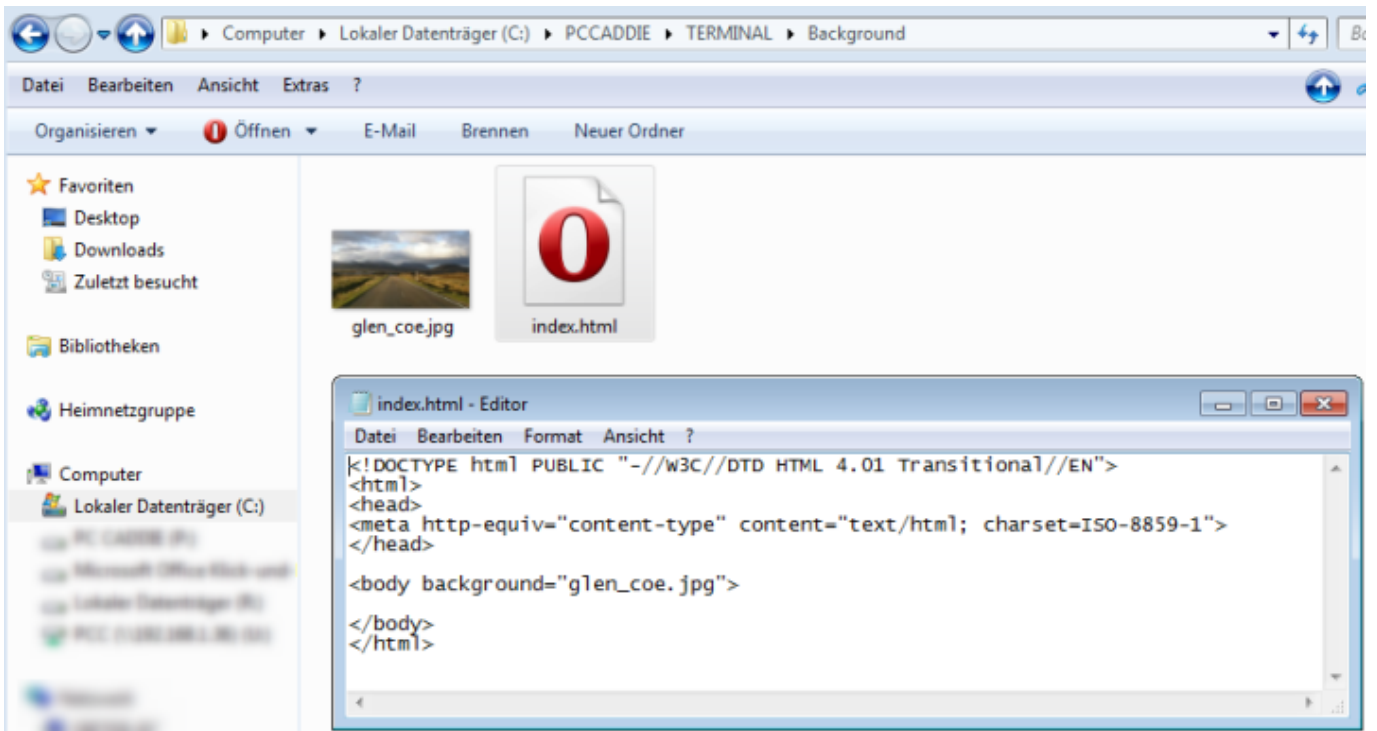 Computer ▸ Lokaler Datenträger (C:) ▸ PCCADDIE ▸ TERMINAL ▸ Background
Datei Bearbeiten Ansicht Extras ?
Organisieren Öffnen E-Mail Brennen Neuer Ordner
Favoriten
Desktop
Downloads
Zuletzt besucht
Bibliotheken
Heimnetzgruppe
Computer
Lokaler Datenträger (C:)
glen_coe.jpg
index.html
index.html - Editor
Datei Bearbeiten Format Ansicht ?
<!DOCTYPE html PUBLIC "-//W3C//DTD HTML 4.01 Transitional//EN">
<html>
<head>
<meta http-equiv="content-type" content="text/html; charset=ISO-8859-1">
</head>
<body background="glen_coe.jpg">
</body>
</html>